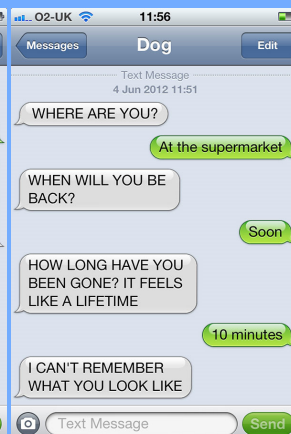 O2-UK 11:56
Messages Dog Edit
Text Message
4 Jun 2012 11:51
WHERE ARE YOU?
At the supermarket
WHEN WILL YOU BE
BACK?
Soon
HOW LONG HAVE YOU
BEEN GONE? IT FEELS
LIKE A LIFETIME
10 minutes
I CAN'T REMEMBER
WHAT YOU LOOK LIKE
Text Message Send